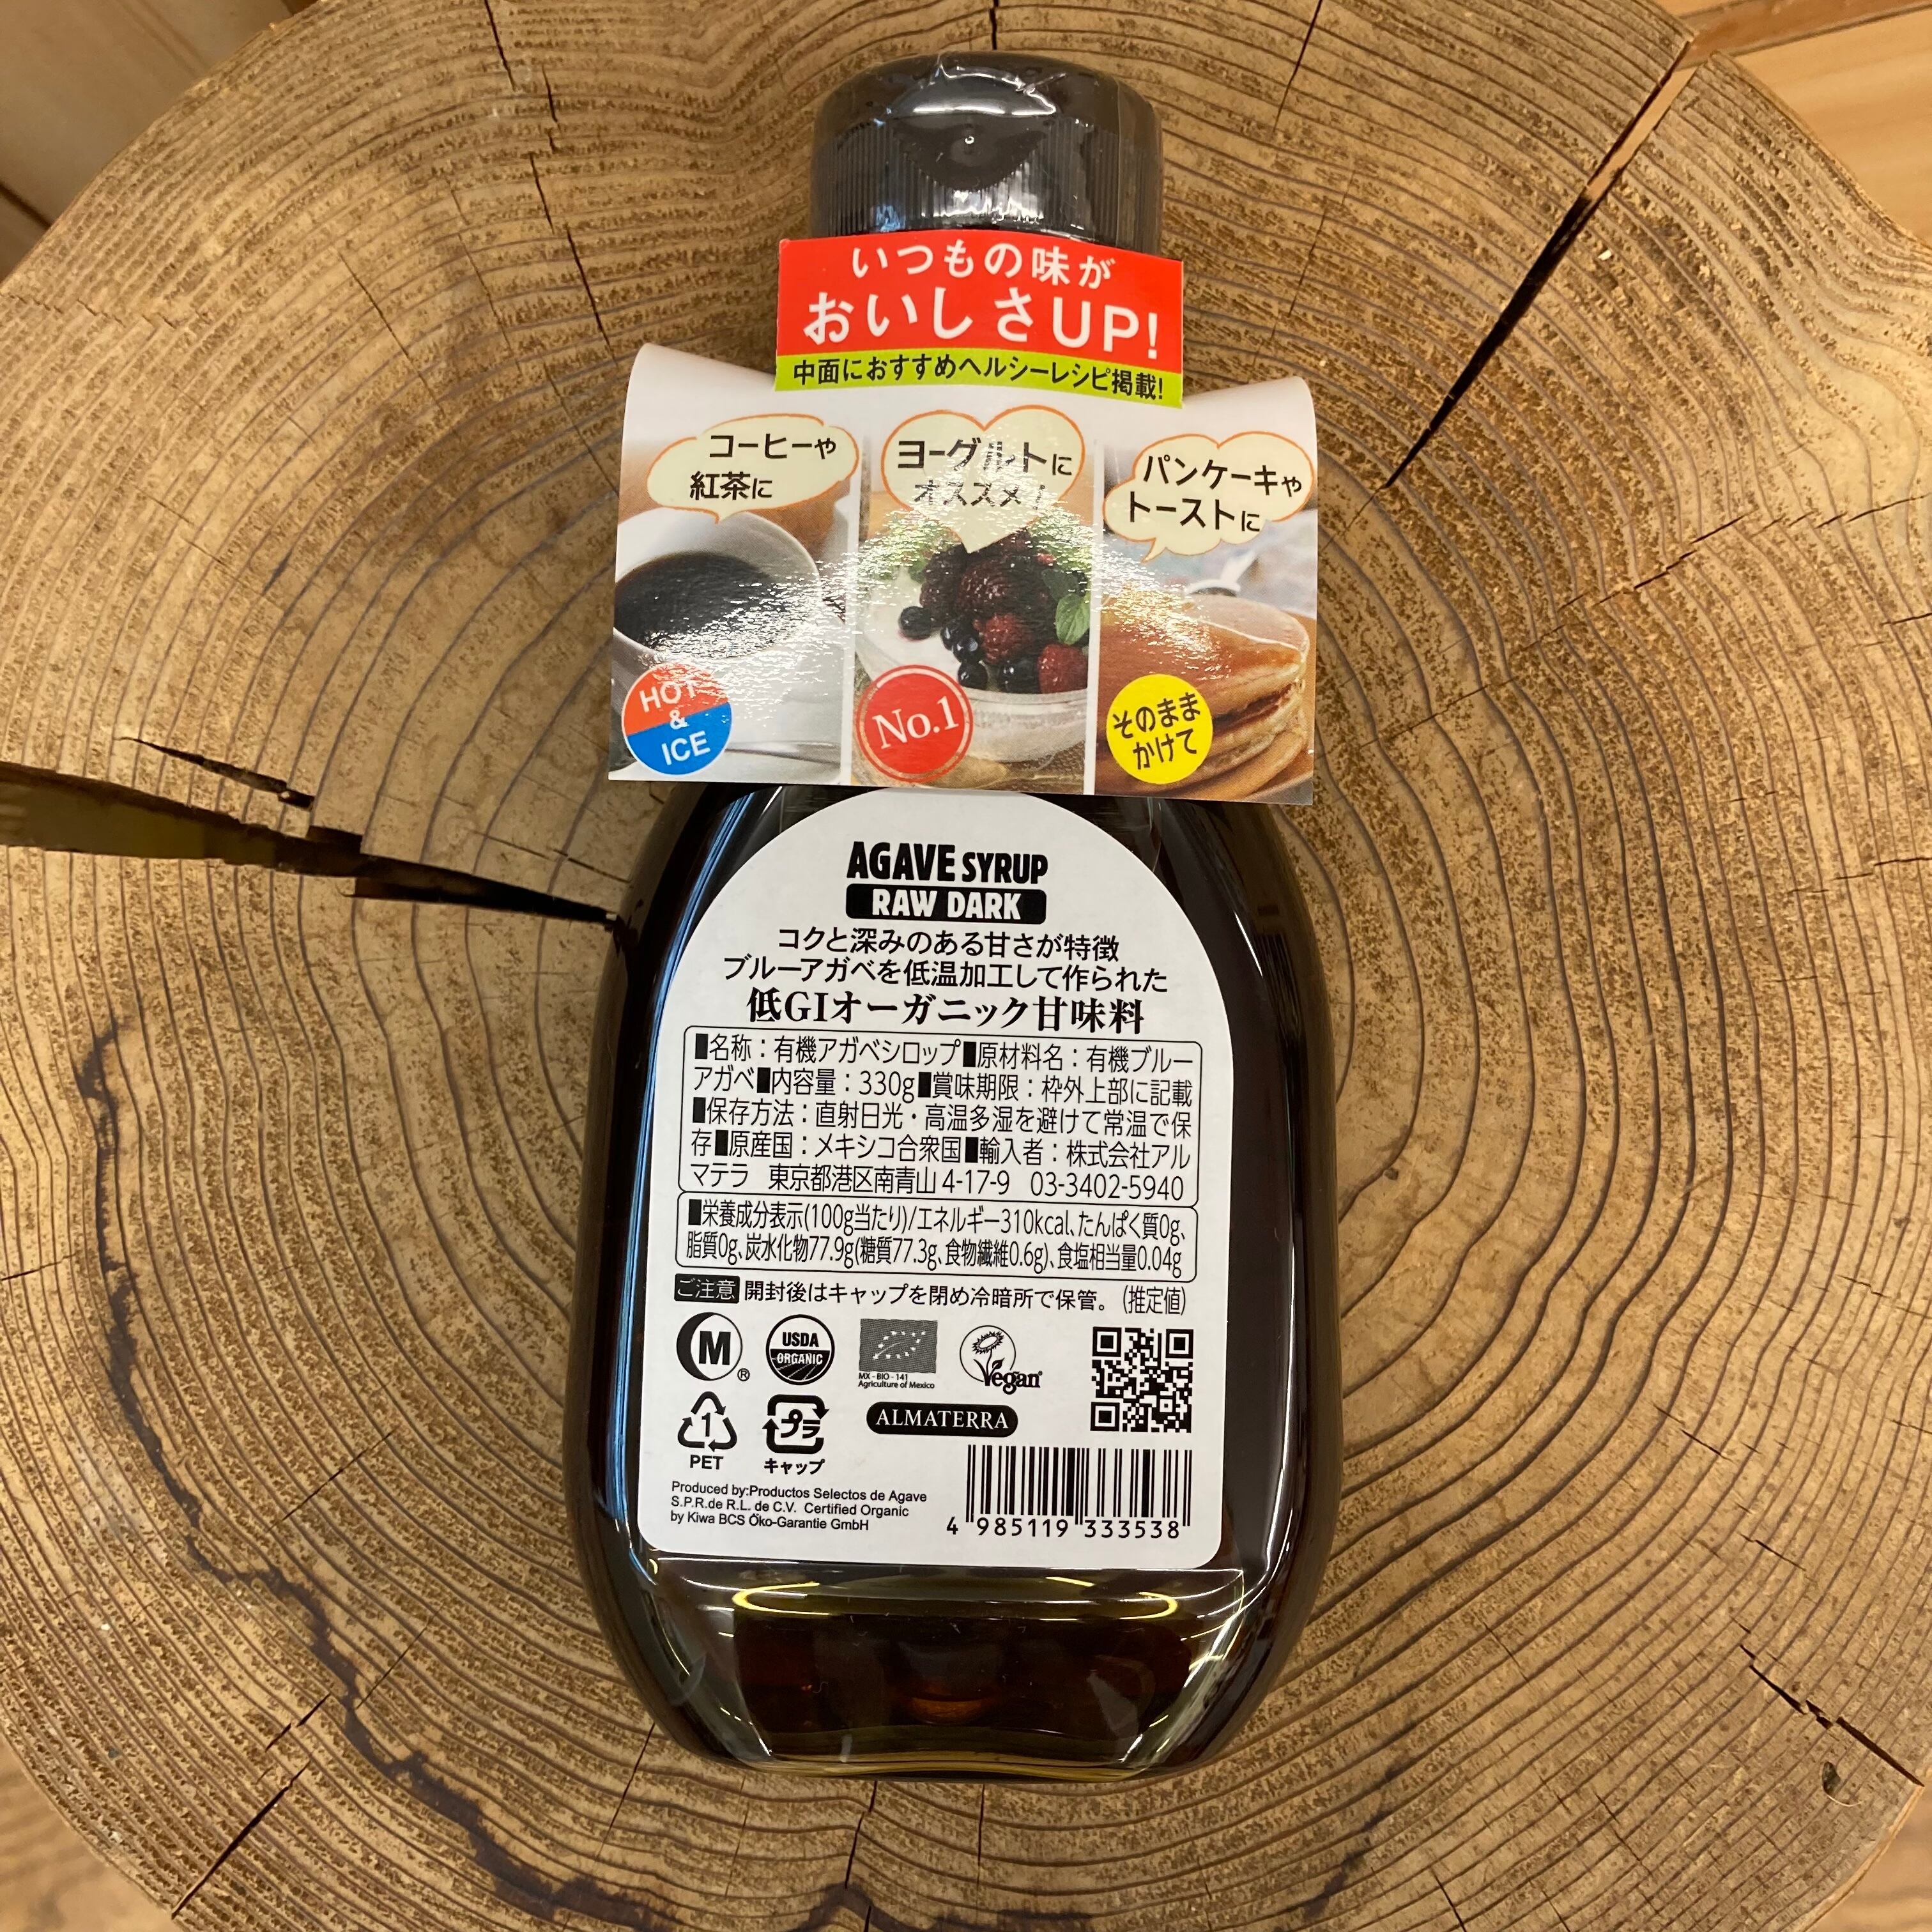 いつもの味が
おいしさUP!
中面におすすめヘルシーレシピ掲載!
コーヒーや
紅茶に
ヨーグルトに
オススメ!
パンケーキや
トーストに
HOT
&
ICE
No.1
そのまま
かけて
AGAVE SYRUP
RAW DARK
コクと深みのある甘さが特徴
ブルーアガベを低温加工して作られた
低GIオーガニック甘味料
■名称：有機アガベシロップ■原材料名：有機ブルー
アガベ■内容量：330g■賞味期限：枠外上部に記載
■保存方法：直射日光・高温多湿を避けて常温で保
存■原産国：メキシコ合衆国■輸入者：株式会社アル
マテラ　東京都港区南青山 4-17-9　03-3402-5940
■栄養成分表示(100g当たり)/エネルギー310kcal、たんぱく質0g、
脂質0g、炭水化物77.9g(糖質77.3g、食物繊維0.6g)、食塩相当量0.04g
ご注意 開封後はキャップを閉め冷暗所で保管。 (推定値)
M®
USDA
ORGANIC
MX-BIO-141
Agriculture of Mexico
Vegan
1
PET
プラ
キャップ
ALMATERRA
Produced by:Productos Selectos de Agave
S.P.R.de R.L. de C.V. Certified Organic
by Kiwa BCS Öko-Garantie GmbH
4 985119 333538